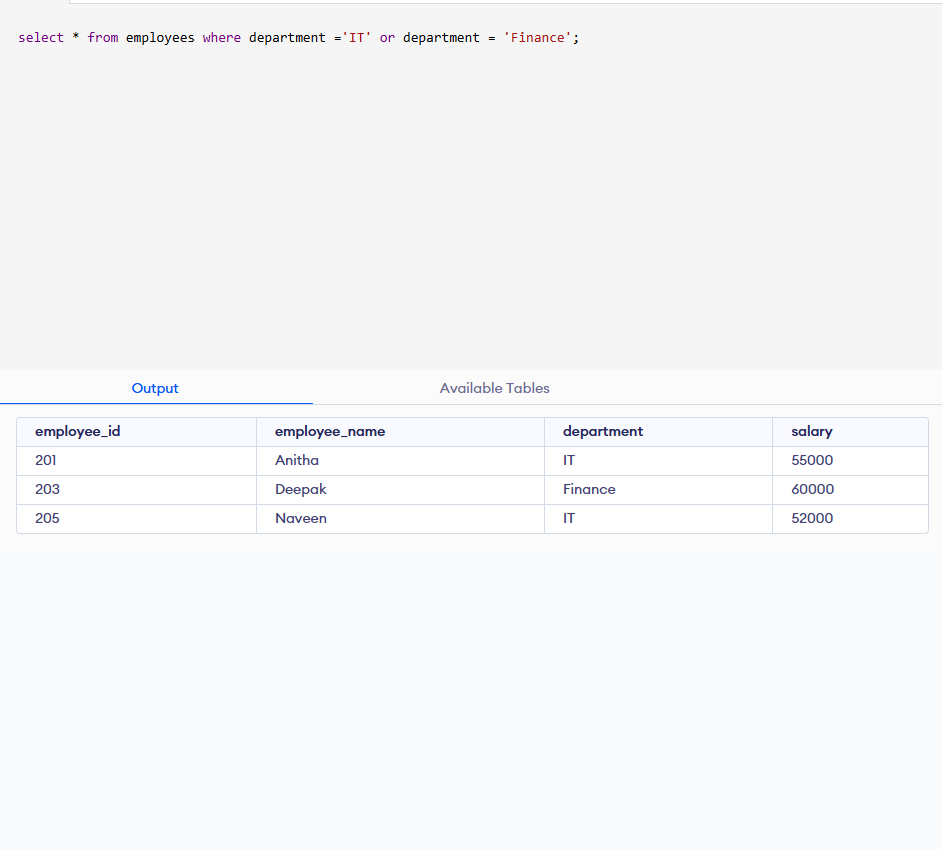 select * from employees where department ='IT' or department = 'Finance';
Output Available Tables
employee_id employee_name department salary
201 Anitha IT 55000
203 Deepak Finance 60000
205 Naveen IT 52000